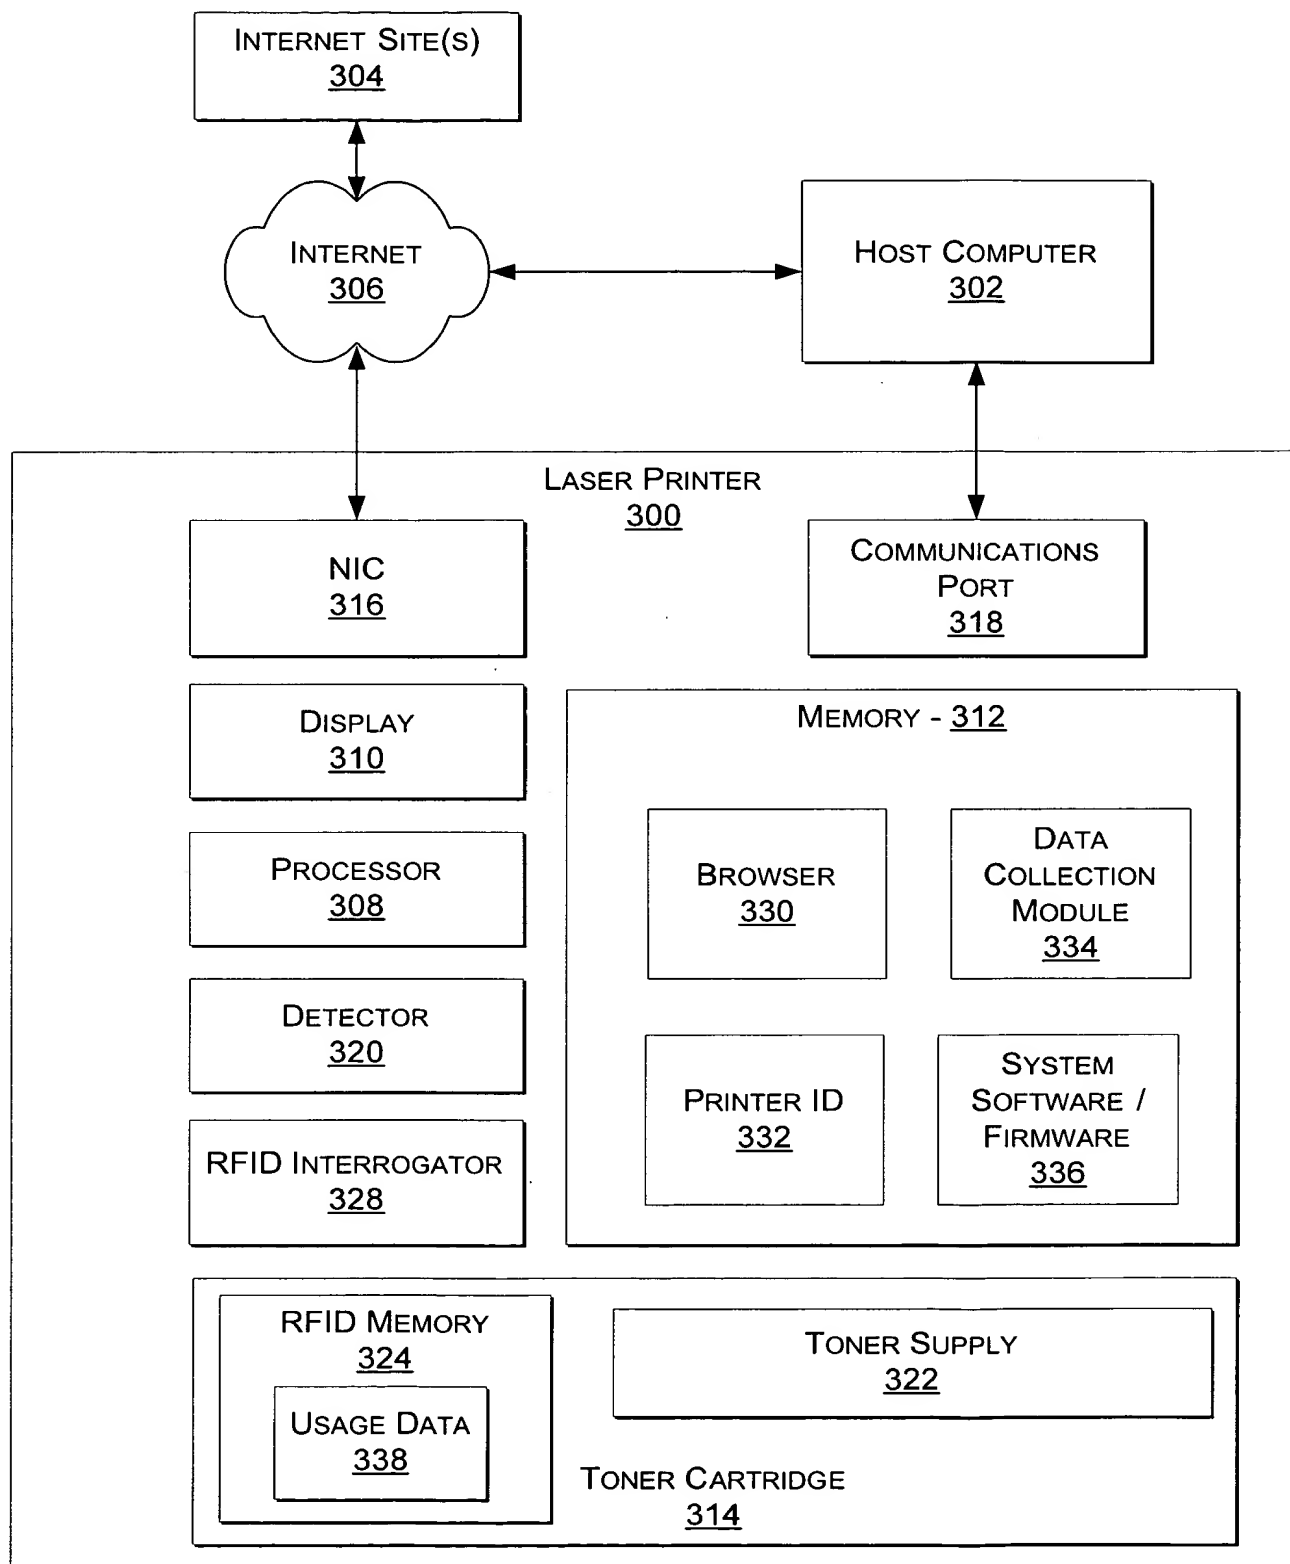 INTERNET SITE(S)
304
INTERNET
306
HOST COMPUTER
302
LASER PRINTER
300
NIC
316
COMMUNICATIONS
PORT
318
DISPLAY
310
MEMORY - 312
PROCESSOR
308
BROWSER
330
DATA
COLLECTION
MODULE
334
DETECTOR
320
PRINTER ID
332
SYSTEM
SOFTWARE /
FIRMWARE
336
RFID INTERROGATOR
328
RFID MEMORY
324
USAGE DATA
338
TONER SUPPLY
322
TONER CARTRIDGE
314